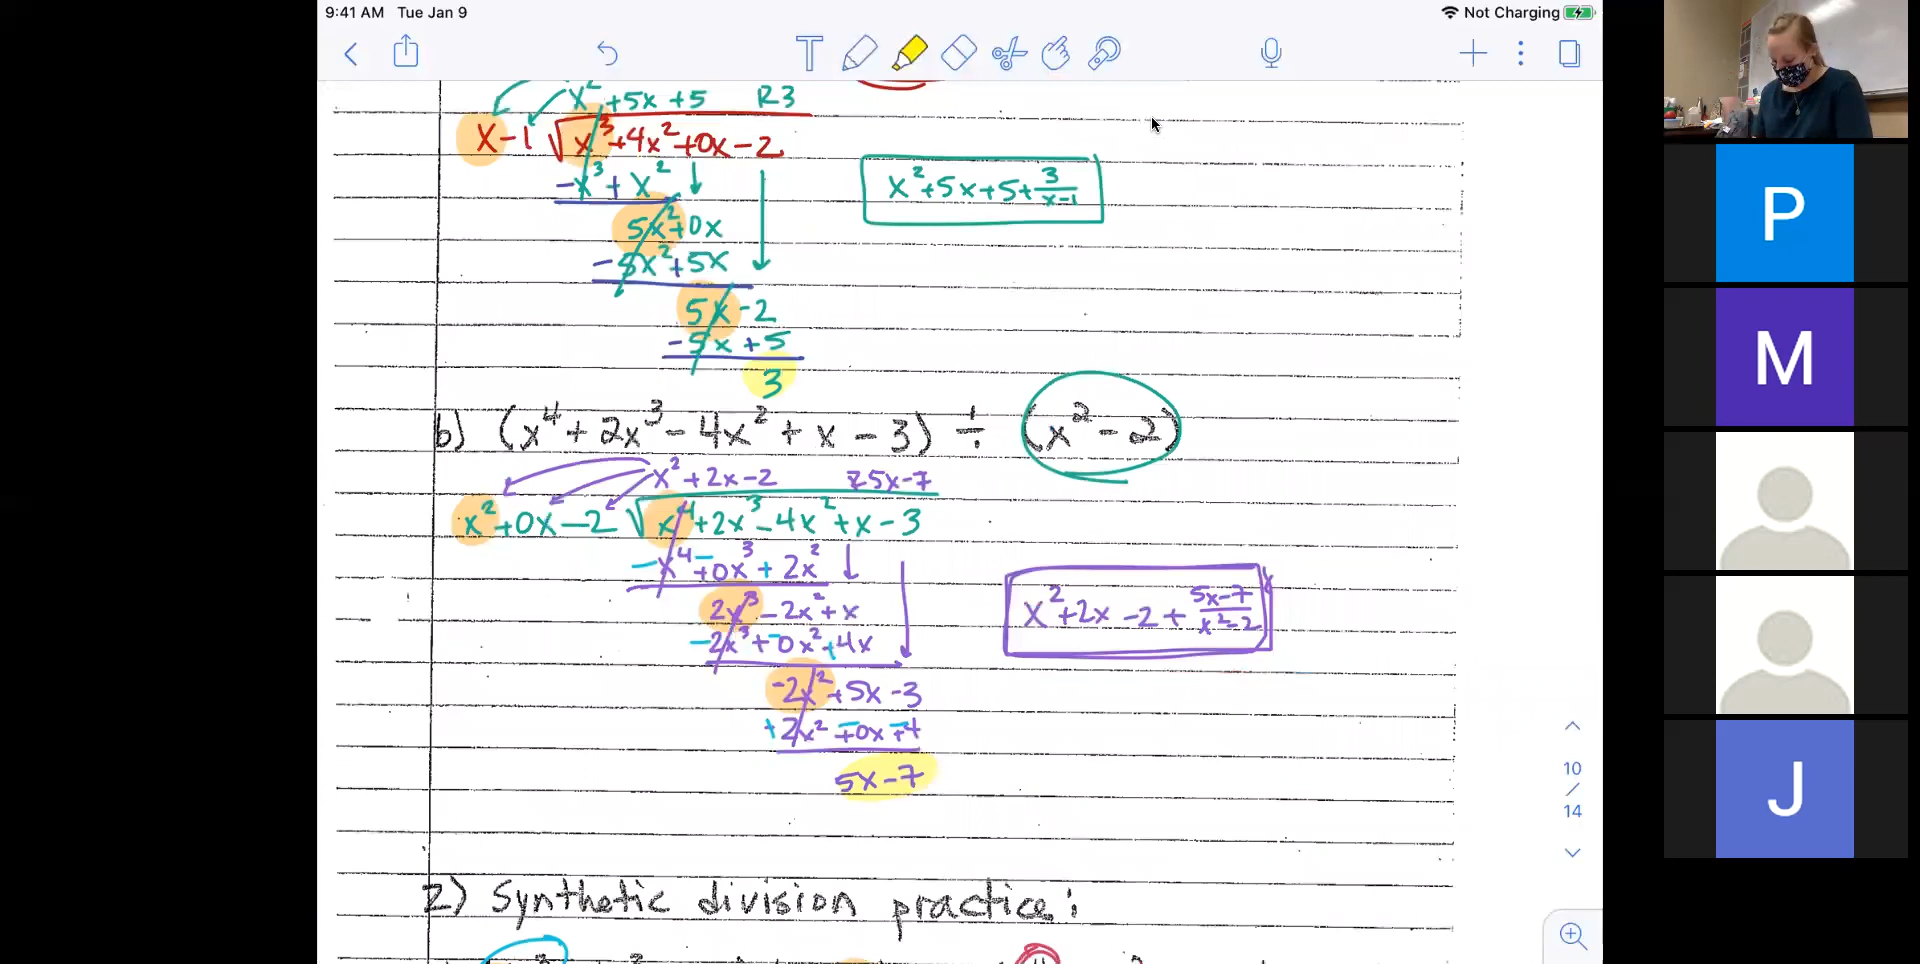 9:41 AM Tue Jan 9
Not Charging
x² +5x +5 R3
x-1 √x³+4x²+0x-2
-x³+x²
5x²+0x
-5x²+5x
5x-2
-5x+5
3
x²+5x+5+3/(x-1)
b) (x⁴+2x³-4x²+x-3) ÷ (x²-2)
x²+2x-2 R5x-7
x²+0x-2 √x⁴+2x³-4x²+x-3
-x⁴+0x³+2x²
2x³-2x²+x
-2x³+0x²+4x
-2x²+5x-3
+2x²-0x-4
5x-7
x²+2x-2+(5x-7)/(x²-2)
2) Synthetic division practice:
10
/
14
P
M
J